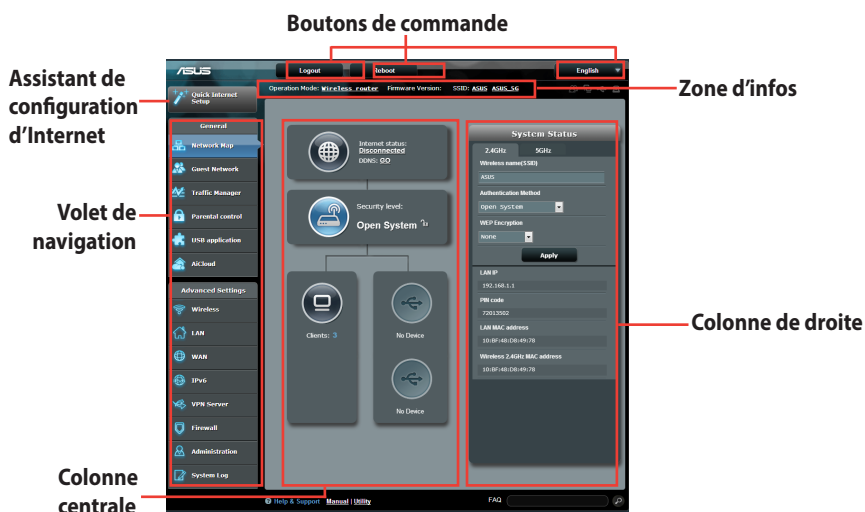 Boutons de commande
ASUS
Logout
Reboot
English
Assistant de
configuration
d'Internet
Quick Internet
Setup
Operation Mode: Wireless router Firmware Version: SSID: ASUS ASUS_5G
Zone d'infos
Volet de
navigation
General
Network Map
Guest Network
Traffic Manager
Parental control
USB application
AiCloud
Advanced Settings
Wireless
LAN
WAN
IPv6
VPN Server
Firewall
Administration
System Log
Internet status:
Disconnected
DDNS: GO
Security level:
Open System
Clients: 3
No Device
No Device
System Status
2.4GHz 5GHz
Wireless name(SSID)
ASUS
Authentication Method
Open System
WEP Encryption
None
Apply
LAN IP
192.168.1.1
PIN code
72013502
LAN MAC address
10:BF:48:D8:49:78
Wireless 2.4GHz MAC address
10:BF:48:D8:49:78
Colonne de droite
Colonne
centrale
Help & Support Manual | Utility
FAQ